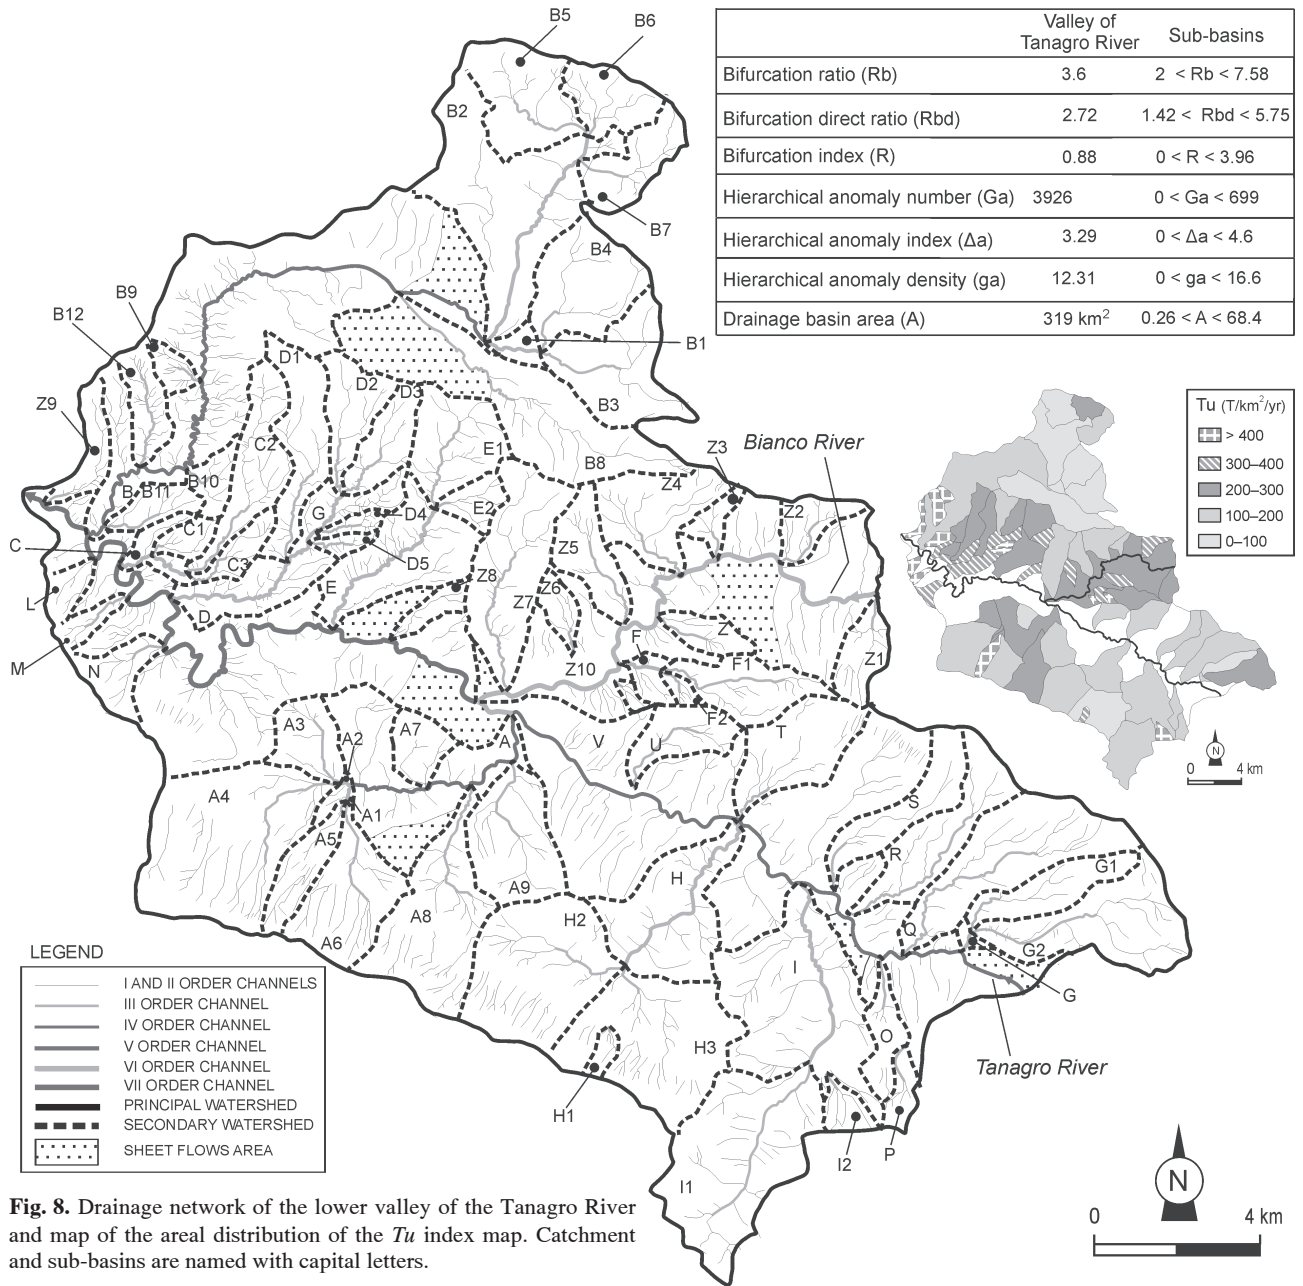 B5
B6
B2
B7
B4
B9
B12
B1
D1
D2
D3
Z9
B3
C2
E1
B8
Z3
Bianco River
Z4
B
B11
B10
E2
Z2
G
D4
C1
C
Z5
C3
D5
E
Z8
Z6
L
Z7
D
F
Z
M
N
Z10
F1
Z1
F2
A3
A2
A7
A
V
U
T
A4
A1
A5
S
R
H
G1
A9
H2
A8
Q
A6
G2
I
G
O
H3
Tanagro River
H1
I2
P
I1
Valley of
Tanagro River
Sub-basins
Bifurcation ratio (Rb) 3.6 2 < Rb < 7.58
Bifurcation direct ratio (Rbd) 2.72 1.42 < Rbd < 5.75
Bifurcation index (R) 0.88 0 < R < 3.96
Hierarchical anomaly number (Ga) 3926 0 < Ga < 699
Hierarchical anomaly index (Δa) 3.29 0 < Δa < 4.6
Hierarchical anomaly density (ga) 12.31 0 < ga < 16.6
Drainage basin area (A) 319 km² 0.26 < A < 68.4
Tu (T/km²/yr)
> 400
300–400
200–300
100–200
0–100
N
0 4 km
LEGEND
I AND II ORDER CHANNELS
III ORDER CHANNEL
IV ORDER CHANNEL
V ORDER CHANNEL
VI ORDER CHANNEL
VII ORDER CHANNEL
PRINCIPAL WATERSHED
SECONDARY WATERSHED
SHEET FLOWS AREA
N
0 4 km
Fig. 8. Drainage network of the lower valley of the Tanagro River
and map of the areal distribution of the Tu index map. Catchment
and sub-basins are named with capital letters.